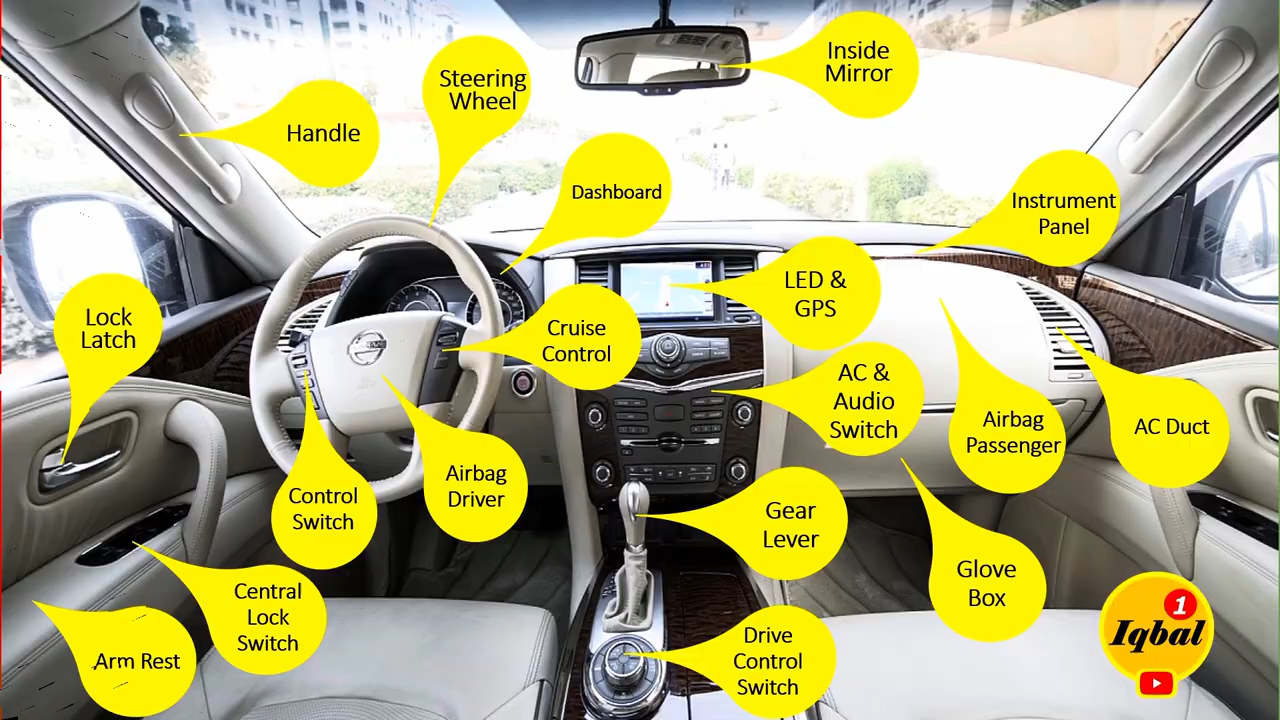 Inside
Mirror
Steering
Wheel
Handle
Dashboard
Instrument
Panel
LED &
GPS
Lock
Latch
Cruise
Control
AC &
Audio
Switch
Airbag
Passenger
AC Duct
Airbag
Driver
Control
Switch
Gear
Lever
Glove
Box
Central
Lock
Switch
Arm Rest
Drive
Control
Switch
1
Iqbal